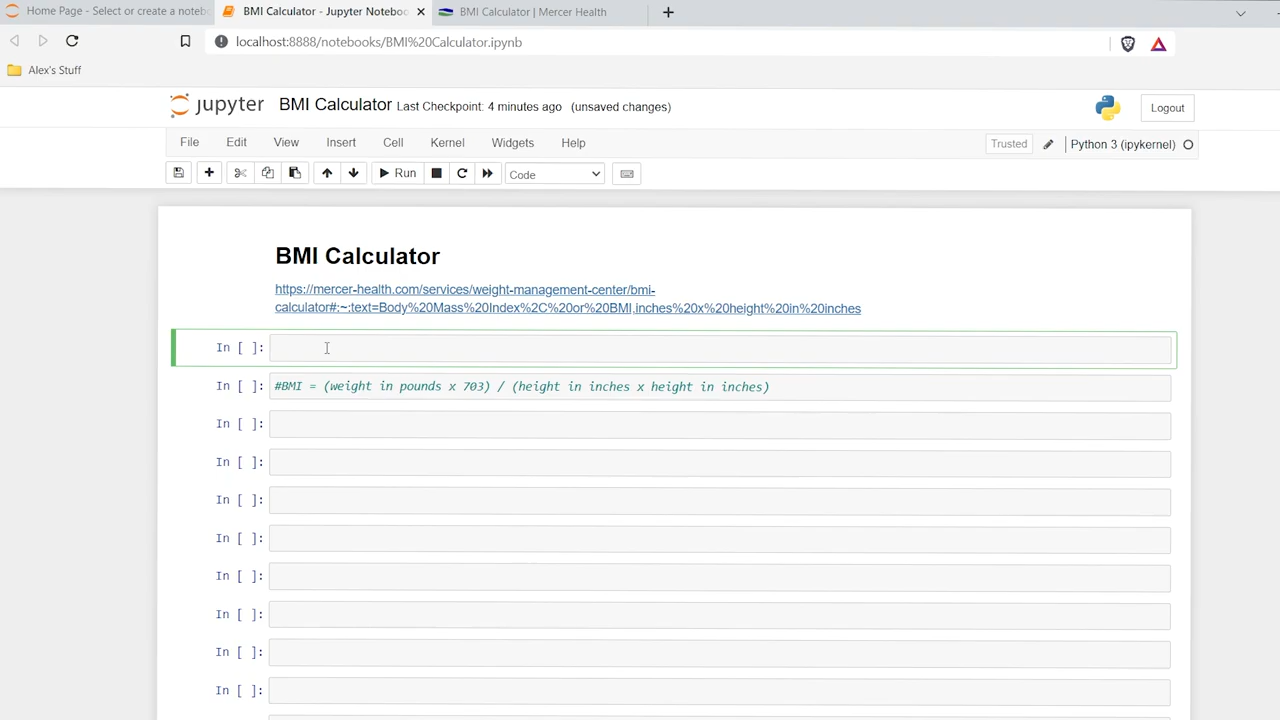 Home Page - Select or create a noteb
BMI Calculator - Jupyter Noteboo
BMI Calculator | Mercer Health
localhost:8888/notebooks/BMI%20Calculator.ipynb
Alex's Stuff
jupyter BMI Calculator Last Checkpoint: 4 minutes ago (unsaved changes)
Logout
File Edit View Insert Cell Kernel Widgets Help
Trusted
Python 3 (ipykernel)
Run
Code
BMI Calculator
https://mercer-health.com/services/weight-management-center/bmi-
calculator#:~:text=Body%20Mass%20Index%2C%20or%20BMI,inches%20x%20height%20in%20inches
In [ ]:
In [ ]: #BMI = (weight in pounds x 703) / (height in inches x height in inches)
In [ ]:
In [ ]:
In [ ]:
In [ ]:
In [ ]:
In [ ]:
In [ ]:
In [ ]: